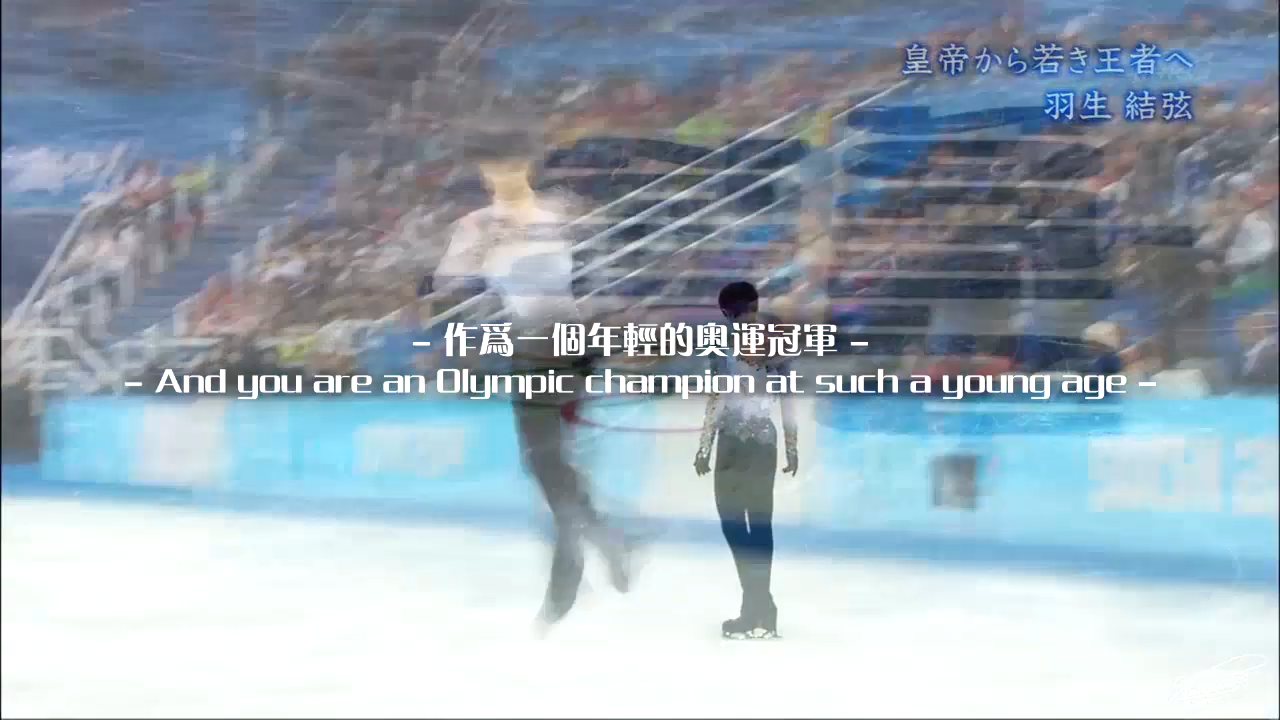 皇帝から若き王者へ
羽生 結弦
- 作爲一個年輕的奧運冠軍 -
- And you are an Olympic champion at such a young age -